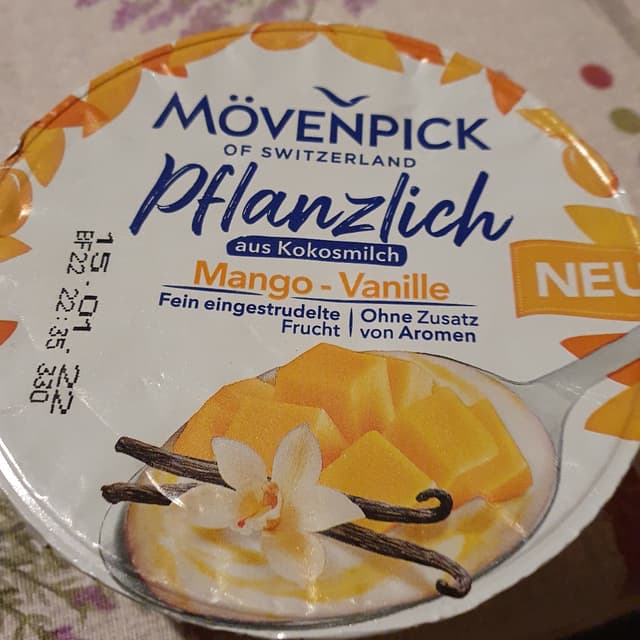 MÖVENPICK
OF SWITZERLAND
Pflanzlich
aus Kokosmilch
Mango - Vanille
Fein eingestrudelte
Frucht
Ohne Zusatz
von Aromen
NEU
15.01.22
EF22 22:35 330